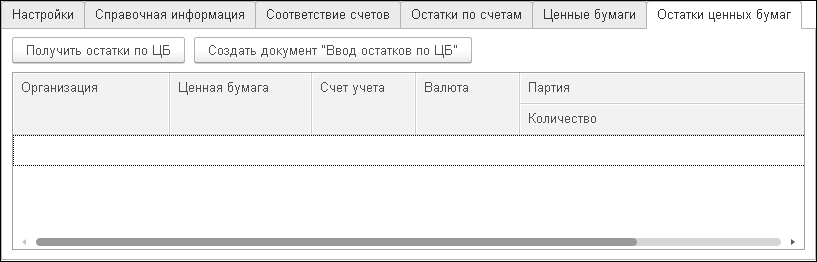 Настройки Справочная информация Соответствие счетов Остатки по счетам Ценные бумаги Остатки ценных бумаг
Получить остатки по ЦБ Создать документ "Ввод остатков по ЦБ"
Организация Ценная бумага Счет учета Валюта Партия
Количество